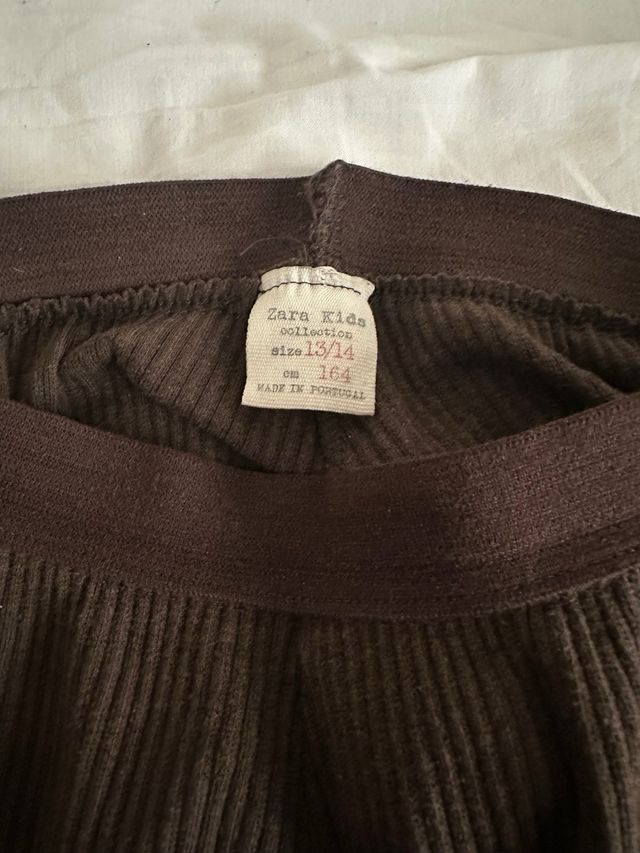 Zara Kids
collection
size 13/14
cm 164
MADE IN PORTUGAL